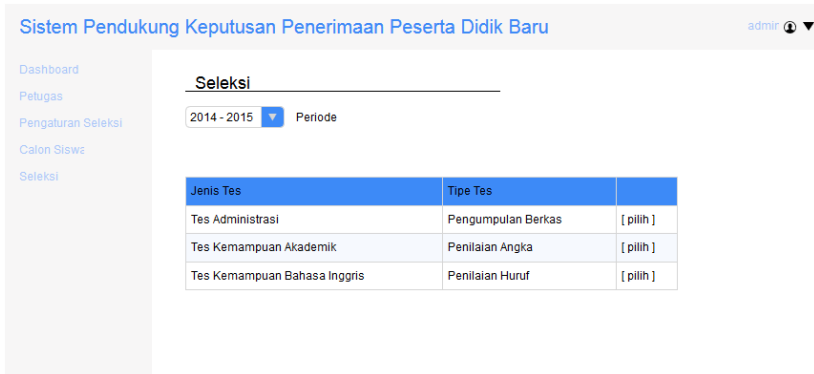 Sistem Pendukung Keputusan Penerimaan Peserta Didik Baru
admin
Dashboard
Petugas
Pengaturan Seleksi
Calon Siswa
Seleksi
Seleksi
2014 - 2015 Periode
Jenis Tes Tipe Tes
Tes Administrasi Pengumpulan Berkas [ pilih ]
Tes Kemampuan Akademik Penilaian Angka [ pilih ]
Tes Kemampuan Bahasa Inggris Penilaian Huruf [ pilih ]